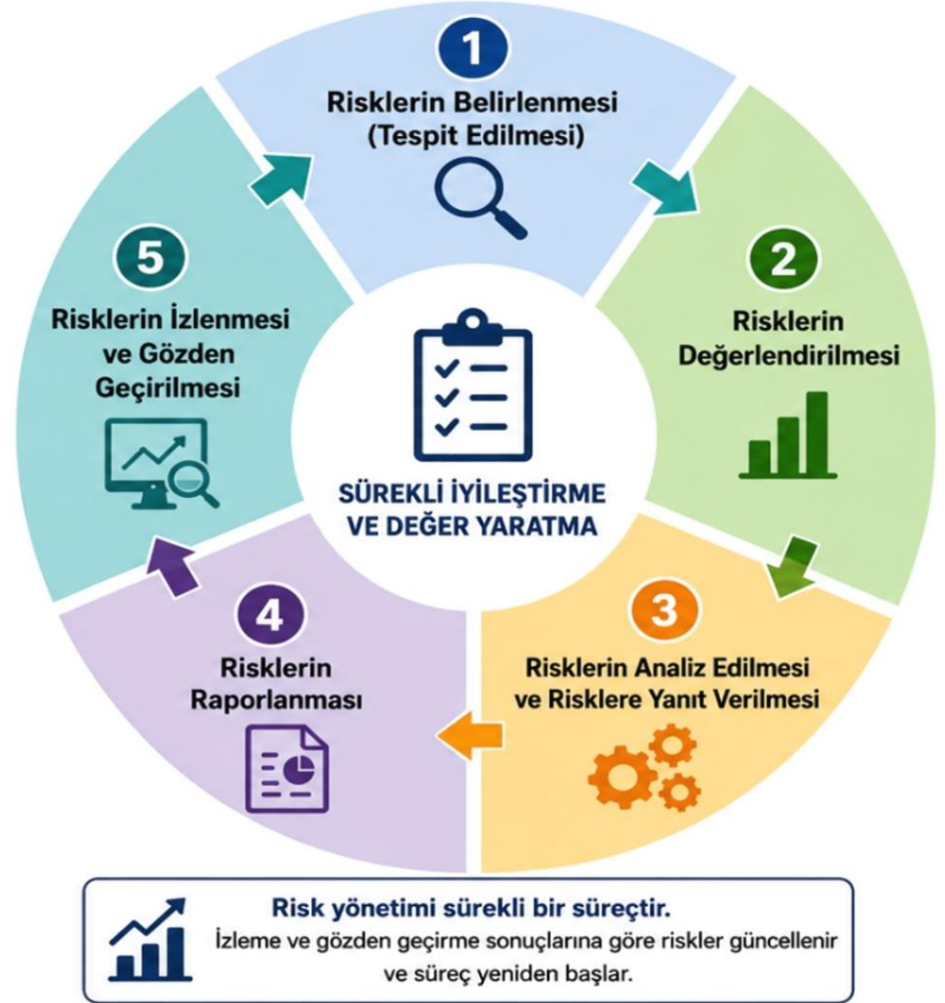 1
Risklerin Belirlenmesi
(Tespit Edilmesi)
2
Risklerin
Değerlendirilmesi
3
Risklerin Analiz Edilmesi
ve Risklere Yanıt Verilmesi
4
Risklerin
Raporlanması
5
Risklerin İzlenmesi
ve Gözden
Geçirilmesi
SÜREKLİ İYİLEŞTİRME
VE DEĞER YARATMA
Risk yönetimi sürekli bir süreçtir.
İzleme ve gözden geçirme sonuçlarına göre riskler güncellenir
ve süreç yeniden başlar.